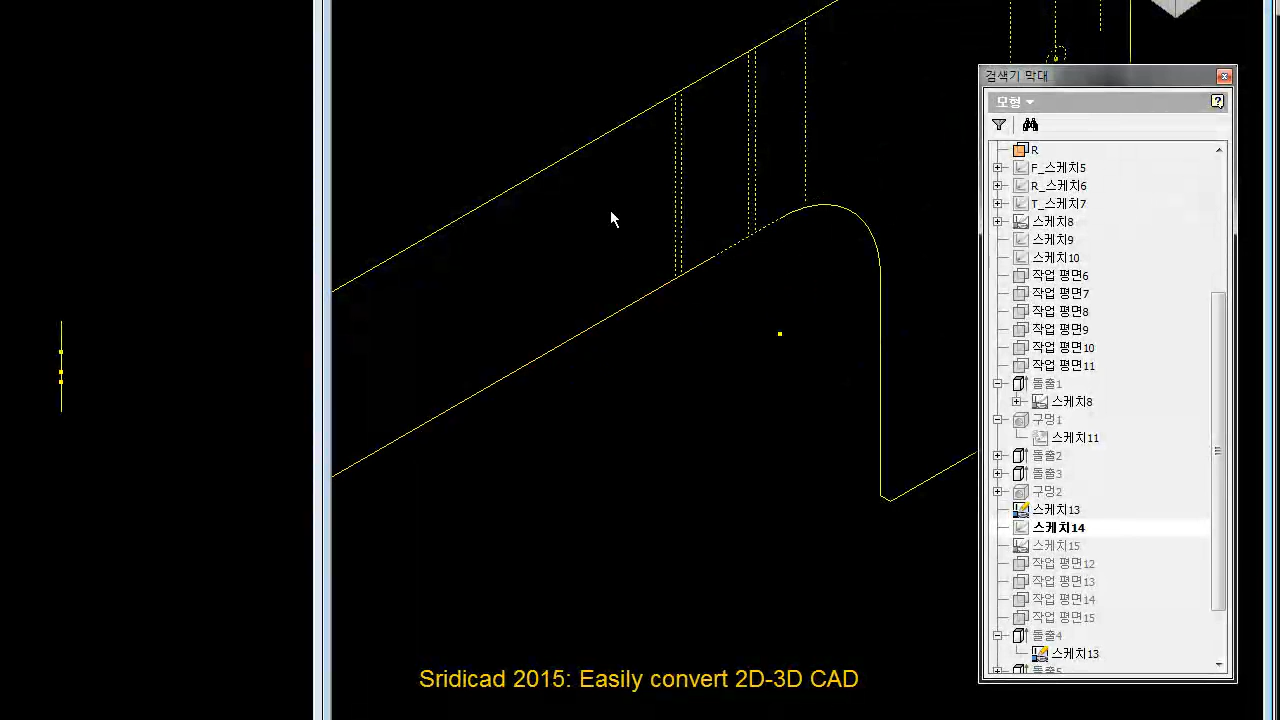 검색기 막대
모형
R
F_스케치5
R_스케치6
T_스케치7
스케치8
스케치9
스케치10
작업 평면6
작업 평면7
작업 평면8
작업 평면9
작업 평면10
작업 평면11
돌출1
스케치8
구멍1
스케치11
돌출2
돌출3
구멍2
스케치13
스케치14
스케치15
작업 평면12
작업 평면13
작업 평면14
작업 평면15
돌출4
스케치13
돌출5
Sridicad 2015: Easily convert 2D-3D CAD